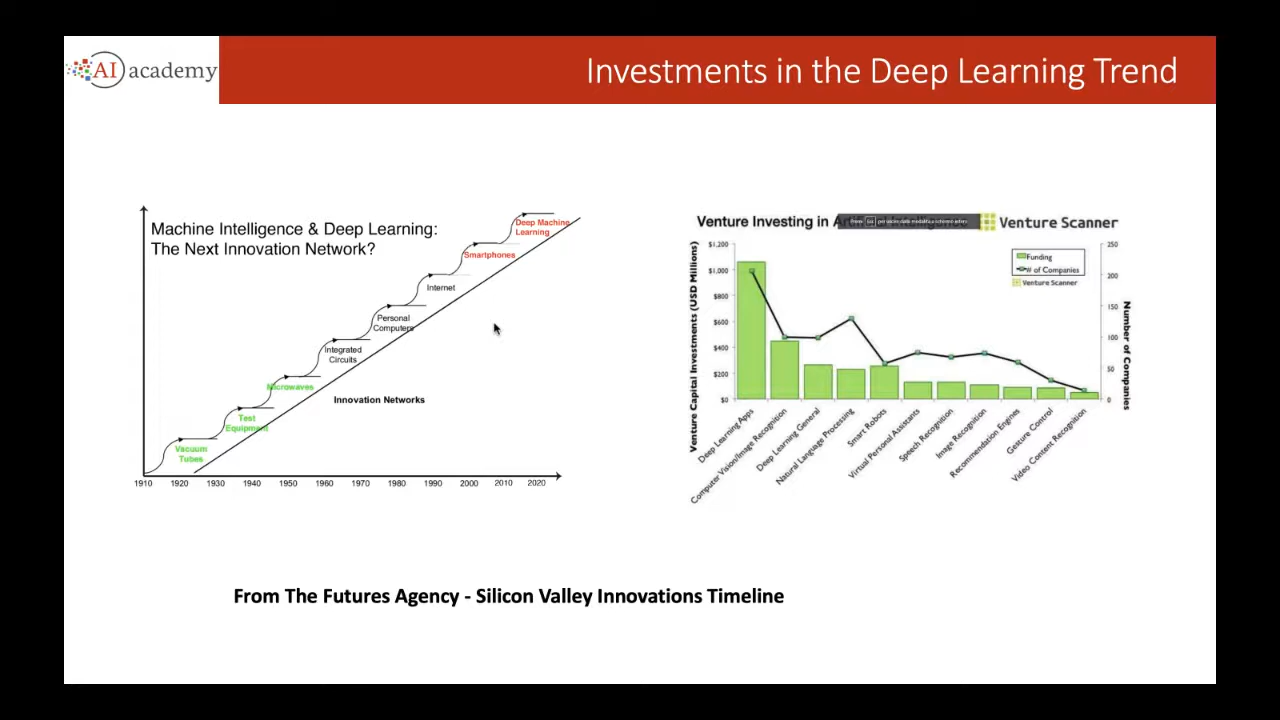 AI academy
Investments in the Deep Learning Trend
Machine Intelligence & Deep Learning:
The Next Innovation Network?
Deep Machine
Learning
Smartphones
Internet
Personal
Computers
Integrated
Circuits
Microwaves
Test
Equipment
Vacuum
Tubes
Innovation Networks
1910 1920 1930 1940 1950 1960 1970 1980 1990 2000 2010 2020
Venture Investing in Artificial Intelligence
Venture Scanner
Venture Capital Investments (USD Millions)
$1,200
$1,000
$800
$600
$400
$200
$0
Funding
# of Companies
Venture Scanner
250
200
150
100
50
0
Number of Companies
Deep Learning Apps
Computer Vision/Image Recognition
Deep Learning General
Natural Language Processing
Smart Robots
Virtual Personal Assistants
Speech Recognition
Image Recognition
Recommendation Engines
Gesture Control
Video Content Recognition
From The Futures Agency - Silicon Valley Innovations Timeline